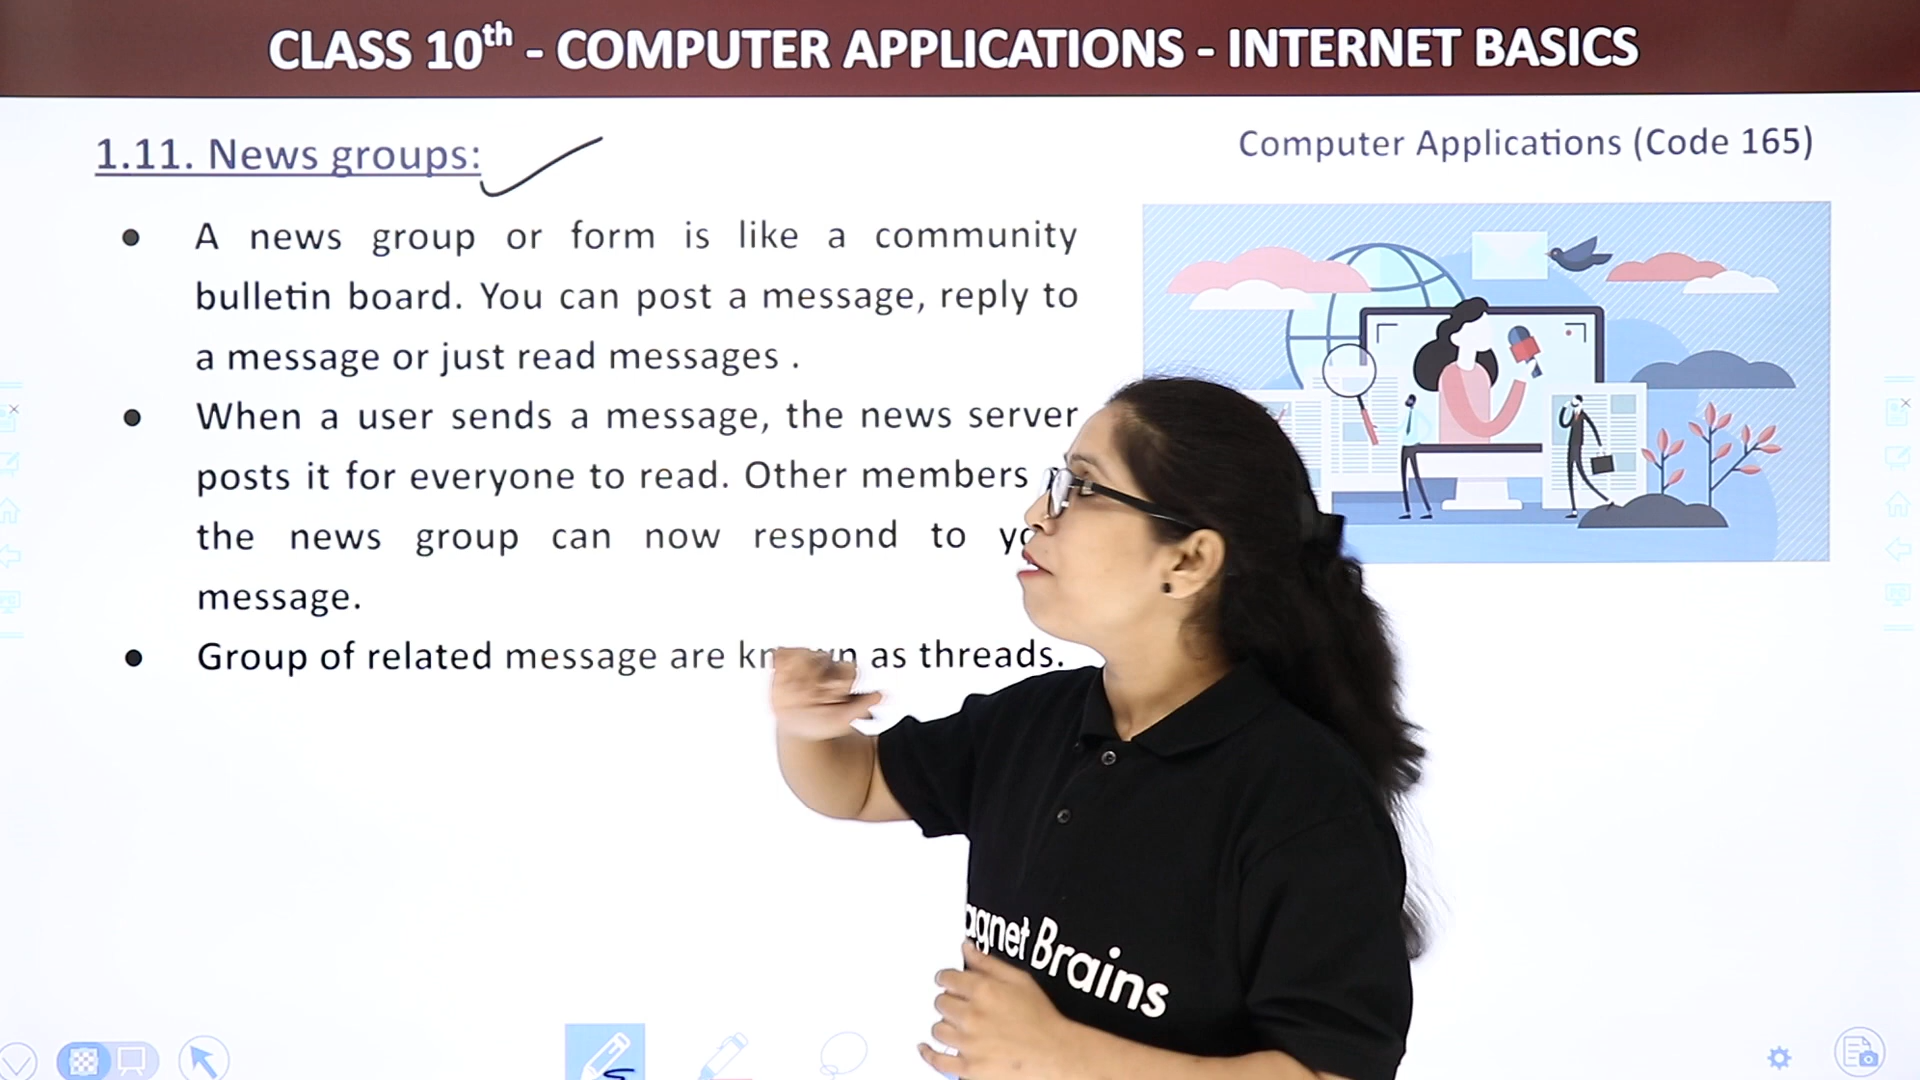 CLASS 10th - COMPUTER APPLICATIONS - INTERNET BASICS
1.11. News groups:
Computer Applications (Code 165)
● A news group or form is like a community
bulletin board. You can post a message, reply to
a message or just read messages .
● When a user sends a message, the news server
posts it for everyone to read. Other members
the news group can now respond to
message.
● Group of related message are known as threads.
Brains